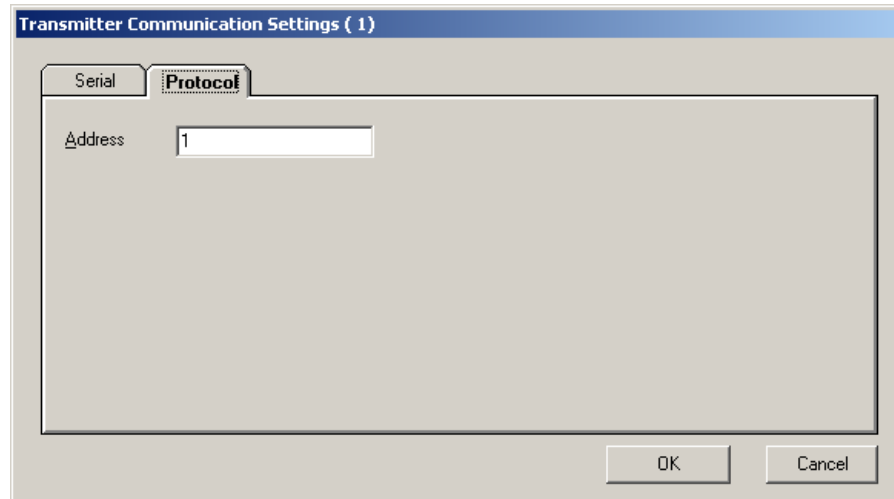 Transmitter Communication Settings ( 1)
Serial Protocol
Address 1
OK Cancel